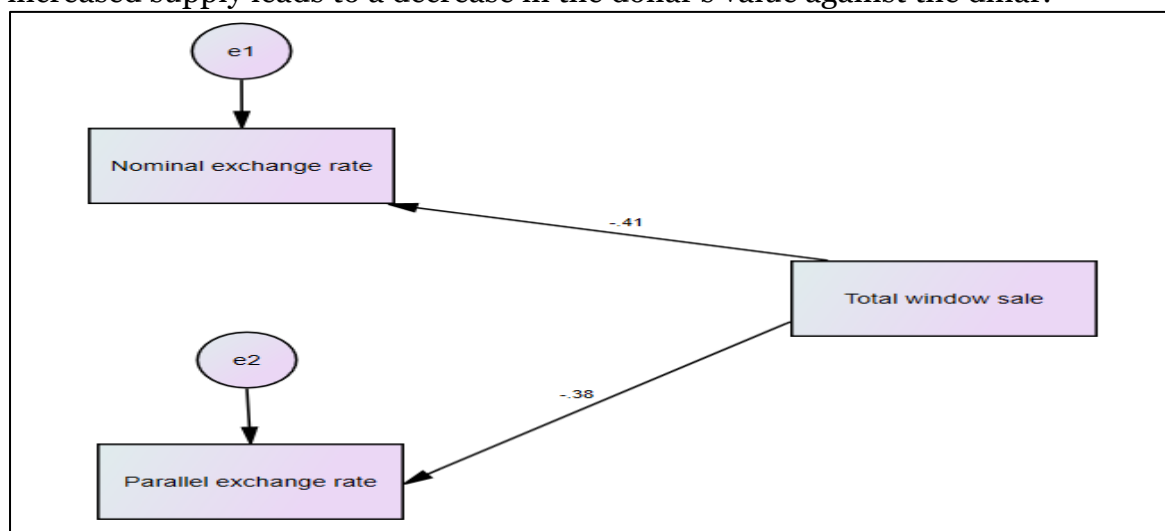 increased supply leads to a decrease in the dollar's value against the dinar.
e1
Nominal exchange rate
-.41
Total window sale
e2
-.38
Parallel exchange rate